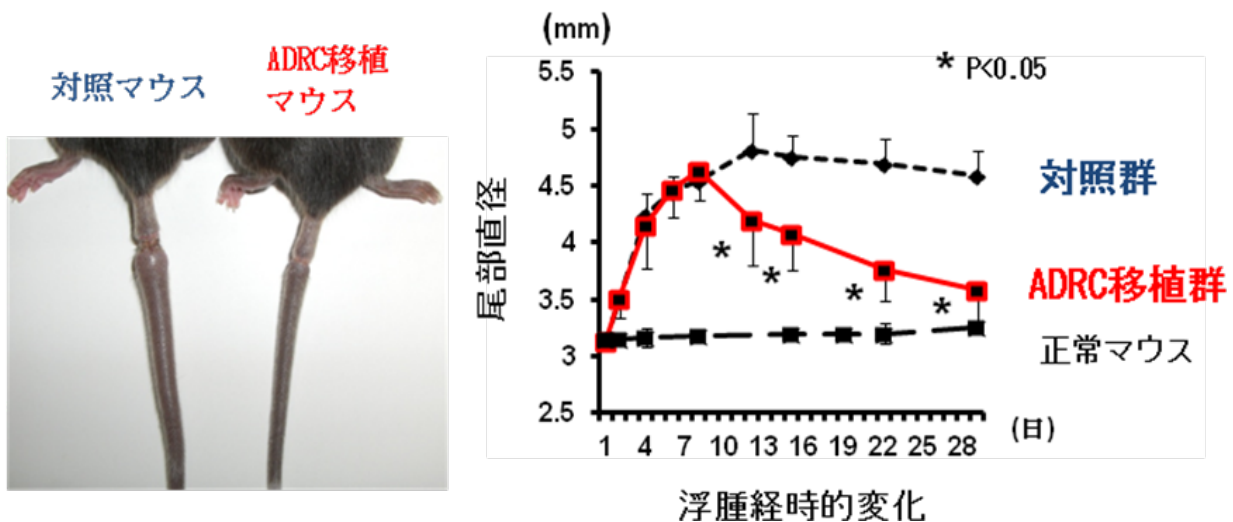 対照マウス
ADRC移植
マウス
(mm)
* P<0.05
5.5
5
4.5
4
3.5
3
2.5
尾部直径
*
*
*
*
対照群
ADRC移植群
正常マウス
1 4 7 10 13 16 19 22 25 28
(日)
浮腫経時的変化